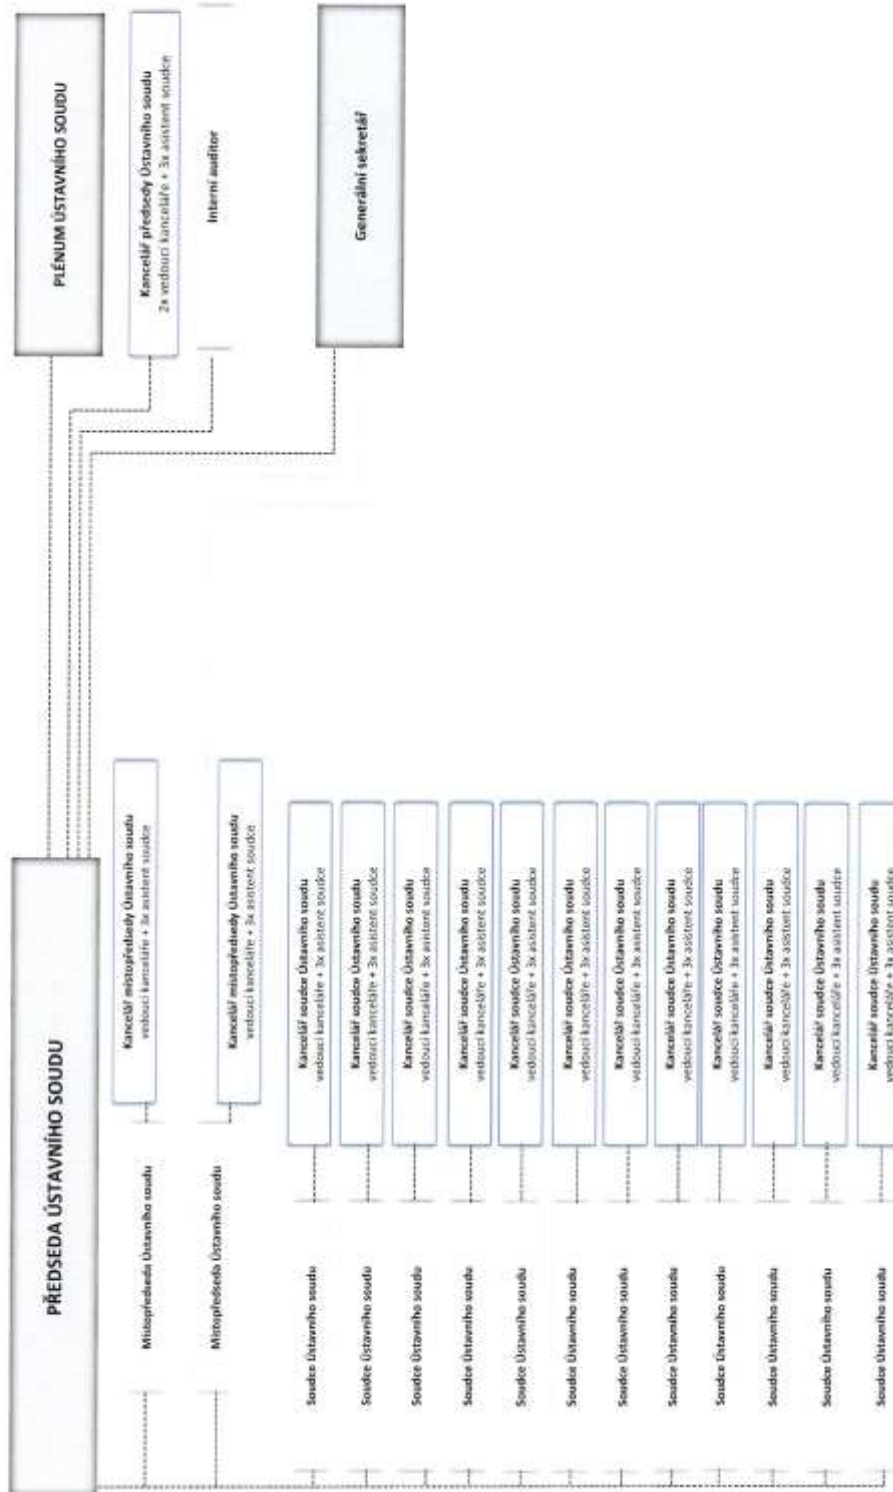 PŘEDSEDA ÚSTAVNÍHO SOUDU
PLÉNUM ÚSTAVNÍHO SOUDU
Kancelář předsedy Ústavního soudu
2x vedoucí kanceláře + 3x asistent soudce
Interní auditor
Generální sekretář
Místopředseda Ústavního soudu
Kancelář místopředsedy Ústavního soudu
vedoucí kanceláře + 3x asistent soudce
Místopředseda Ústavního soudu
Kancelář místopředsedy Ústavního soudu
vedoucí kanceláře + 3x asistent soudce
Soudce Ústavního soudu
Kancelář soudce Ústavního soudu
vedoucí kanceláře + 3x asistent soudce
Soudce Ústavního soudu
Kancelář soudce Ústavního soudu
vedoucí kanceláře + 3x asistent soudce
Soudce Ústavního soudu
Kancelář soudce Ústavního soudu
vedoucí kanceláře + 3x asistent soudce
Soudce Ústavního soudu
Kancelář soudce Ústavního soudu
vedoucí kanceláře + 3x asistent soudce
Soudce Ústavního soudu
Kancelář soudce Ústavního soudu
vedoucí kanceláře + 3x asistent soudce
Soudce Ústavního soudu
Kancelář soudce Ústavního soudu
vedoucí kanceláře + 3x asistent soudce
Soudce Ústavního soudu
Kancelář soudce Ústavního soudu
vedoucí kanceláře + 3x asistent soudce
Soudce Ústavního soudu
Kancelář soudce Ústavního soudu
vedoucí kanceláře + 3x asistent soudce
Soudce Ústavního soudu
Kancelář soudce Ústavního soudu
vedoucí kanceláře + 3x asistent soudce
Soudce Ústavního soudu
Kancelář soudce Ústavního soudu
vedoucí kanceláře + 3x asistent soudce
Soudce Ústavního soudu
Kancelář soudce Ústavního soudu
vedoucí kanceláře + 3x asistent soudce
Soudce Ústavního soudu
Kancelář soudce Ústavního soudu
vedoucí kanceláře + 3x asistent soudce